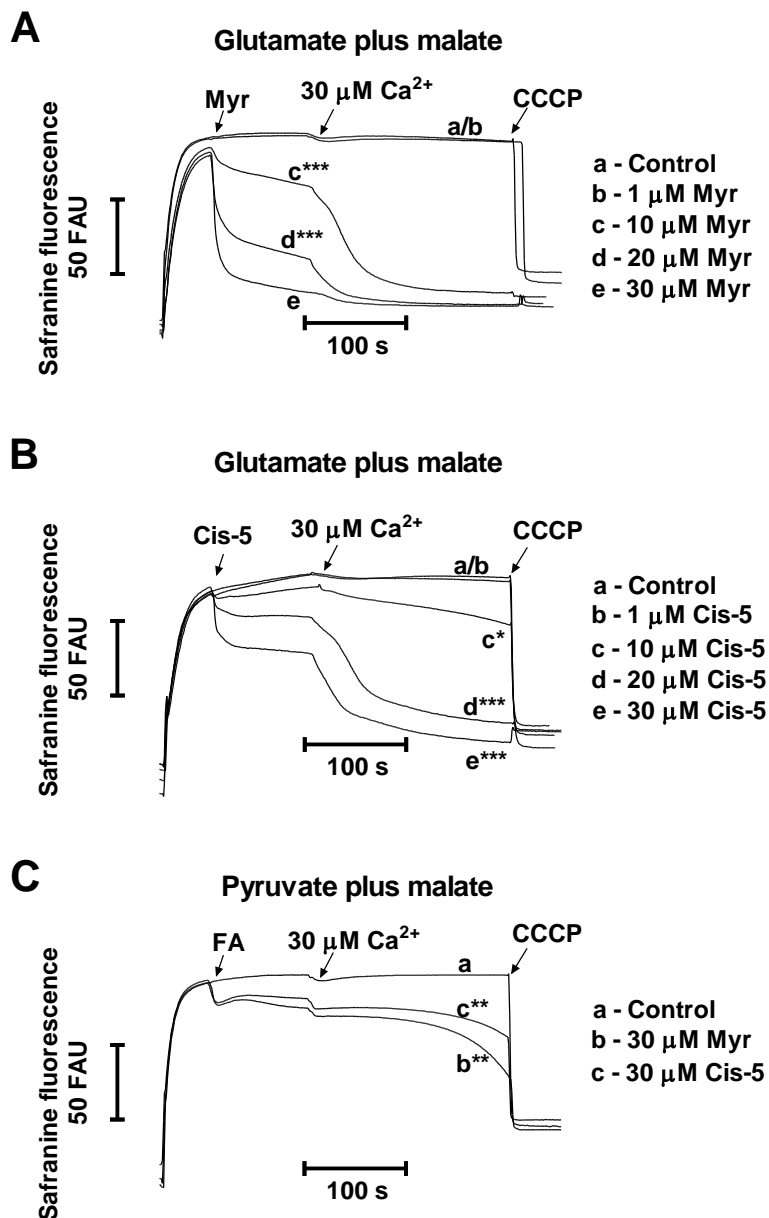 A
Glutamate plus malate
Myr
30 μM Ca²⁺
CCCP
a/b
c***
d***
e
100 s
Safranine fluorescence
50 FAU
a - Control
b - 1 μM Myr
c - 10 μM Myr
d - 20 μM Myr
e - 30 μM Myr
B
Glutamate plus malate
Cis-5
30 μM Ca²⁺
CCCP
a/b
c*
d***
e***
100 s
Safranine fluorescence
50 FAU
a - Control
b - 1 μM Cis-5
c - 10 μM Cis-5
d - 20 μM Cis-5
e - 30 μM Cis-5
C
Pyruvate plus malate
FA
30 μM Ca²⁺
CCCP
a
c**
b**
100 s
Safranine fluorescence
50 FAU
a - Control
b - 30 μM Myr
c - 30 μM Cis-5